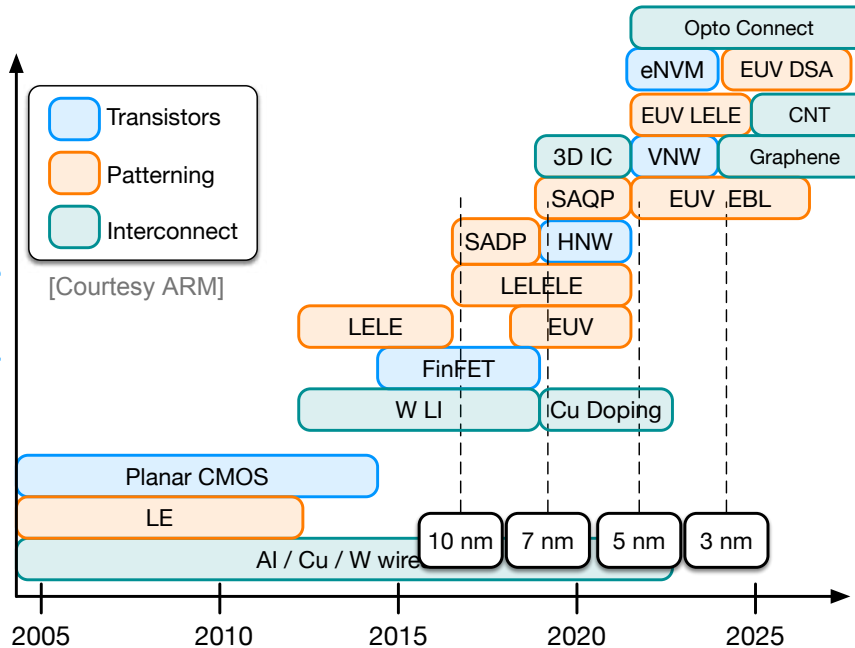 Opto Connect
eNVM
EUV DSA
Transistors
EUV LELE
CNT
Patterning
3D IC
VNW
Graphene
SAQP
EUV EBL
Interconnect
SADP
HNW
[Courtesy ARM]
LELELE
LELE
EUV
FinFET
W LI
Cu Doping
Planar CMOS
LE
10 nm
7 nm
5 nm
3 nm
Al / Cu / W wire
2005
2010
2015
2020
2025